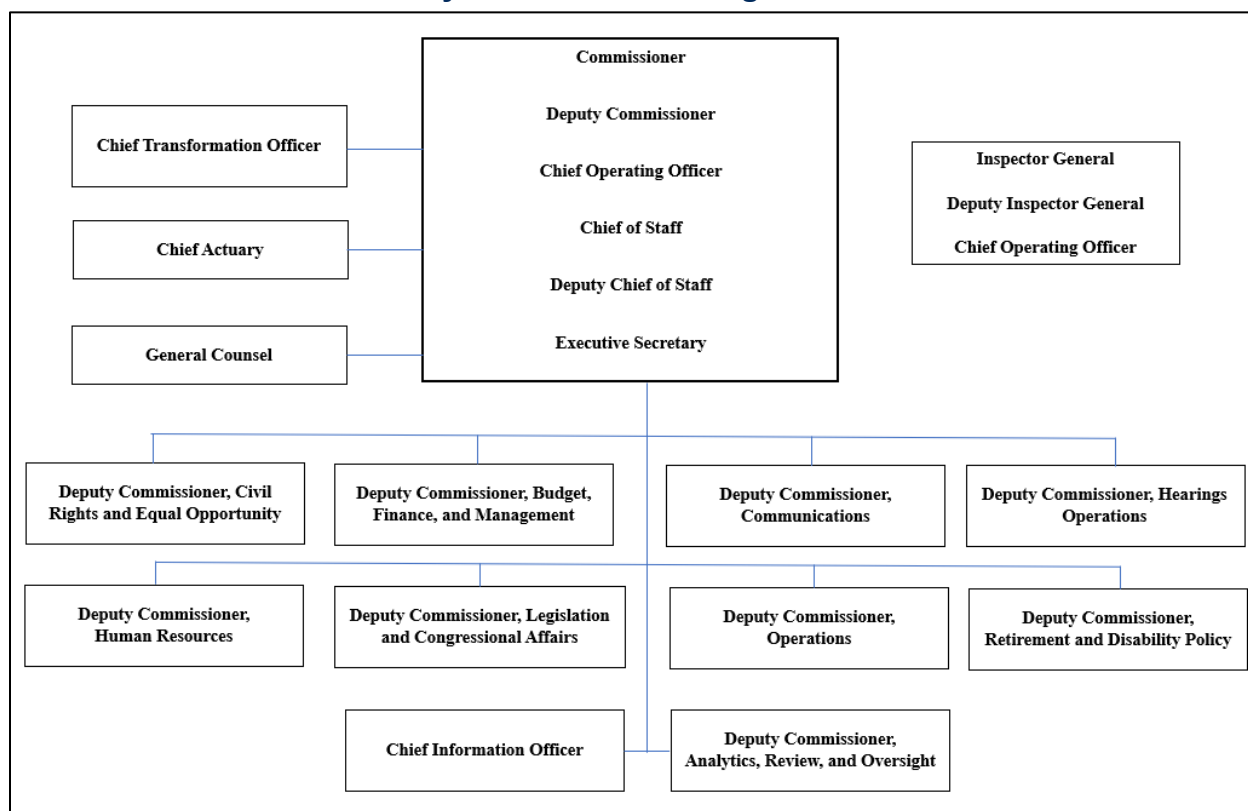 Commissioner
Deputy Commissioner
Chief Operating Officer
Chief of Staff
Deputy Chief of Staff
Executive Secretary
Chief Transformation Officer
Chief Actuary
General Counsel
Inspector General
Deputy Inspector General
Chief Operating Officer
Deputy Commissioner, Civil
Rights and Equal Opportunity
Deputy Commissioner, Budget,
Finance, and Management
Deputy Commissioner,
Communications
Deputy Commissioner, Hearings
Operations
Deputy Commissioner,
Human Resources
Deputy Commissioner, Legislation
and Congressional Affairs
Deputy Commissioner,
Operations
Deputy Commissioner,
Retirement and Disability Policy
Chief Information Officer
Deputy Commissioner,
Analytics, Review, and Oversight